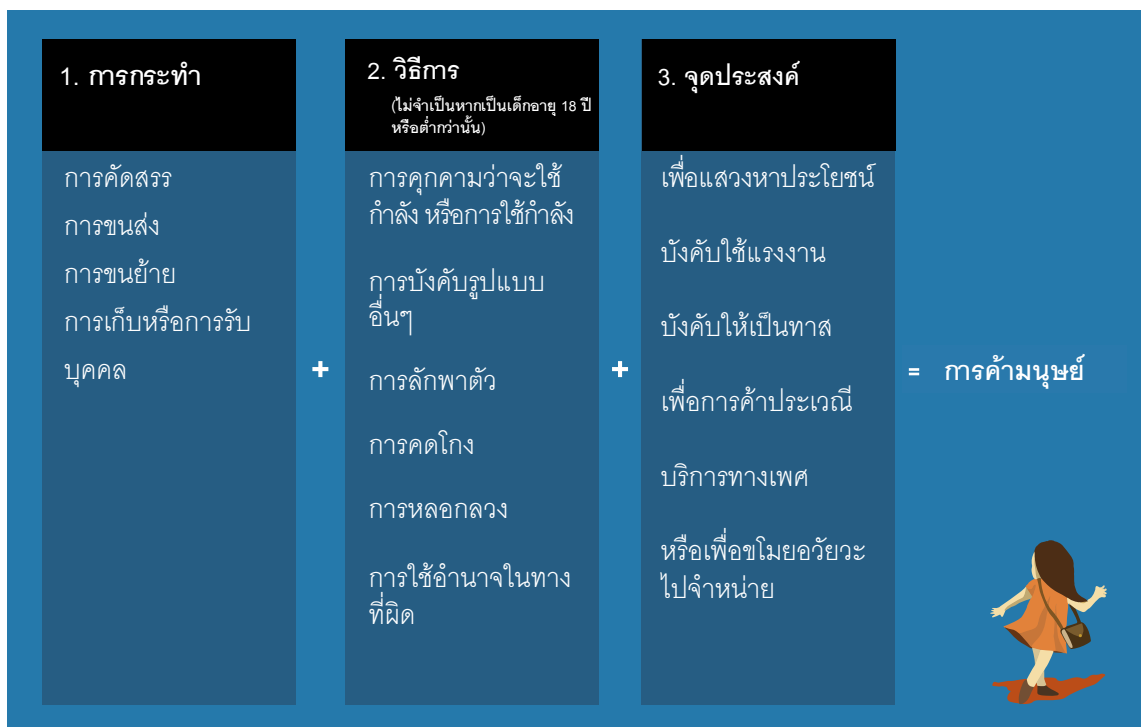 1. การกระทำ
การคัดสรร
การขนส่ง
การขนย้าย
การเก็บหรือการรับ
บุคคล
+
2. วิธีการ
(ไม่จำเป็นหากเป็นเด็กอายุ 18 ปี
หรือต่ำกว่านั้น)
การคุกคามว่าจะใช้
กำลัง หรือการใช้กำลัง
การบังคับรูปแบบ
อื่นๆ
การลักพาตัว
การคดโกง
การหลอกลวง
การใช้อำนาจในทาง
ที่ผิด
+
3. จุดประสงค์
เพื่อแสวงหาประโยชน์
บังคับใช้แรงงาน
บังคับให้เป็นทาส
เพื่อการค้าประเวณี
บริการทางเพศ
หรือเพื่อขโมยอวัยวะ
ไปจำหน่าย
= การค้ามนุษย์